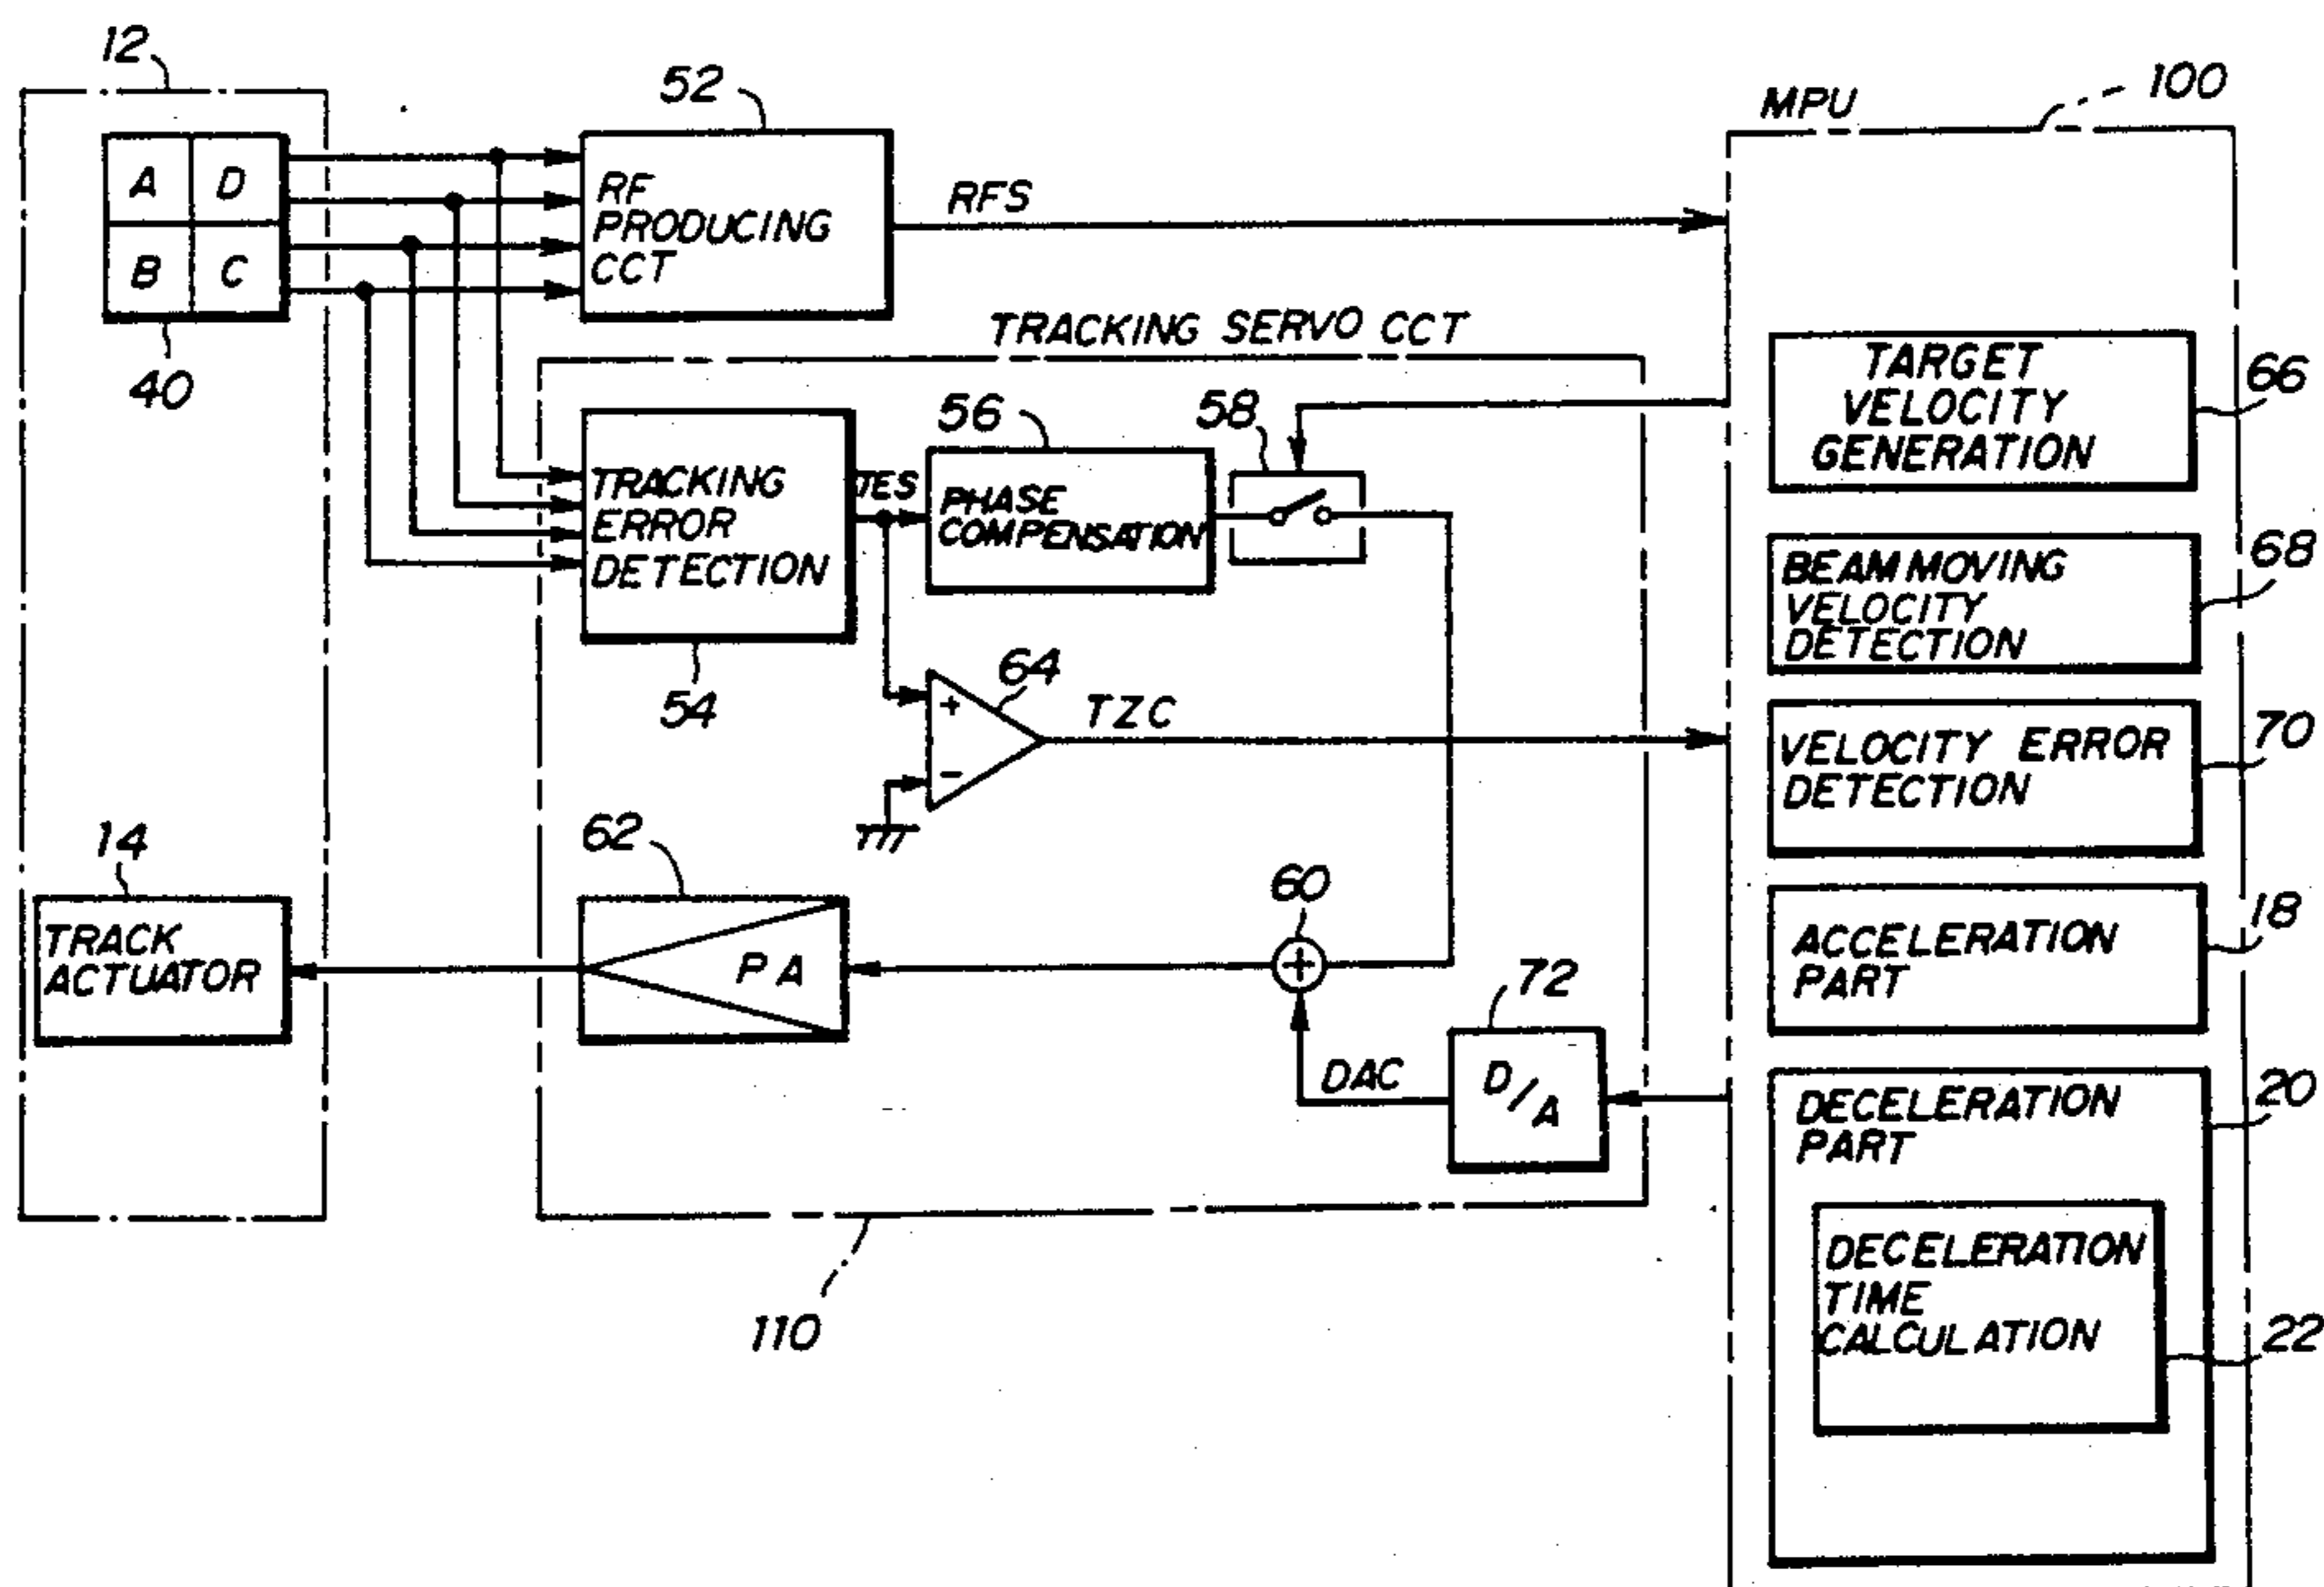 12
A D
B C
40
52
RF
PRODUCING
CCT
RFS
MPU
100
TRACKING SERVO CCT
TRACKING
ERROR
DETECTION
54
TES
56
PHASE
COMPENSATION
58
64
+
-
TZC
14
TRACK
ACTUATOR
62
PA
60
+
72
D/A
DAC
110
TARGET
VELOCITY
GENERATION
66
BEAM MOVING
VELOCITY
DETECTION
68
VELOCITY ERROR
DETECTION
70
ACCELERATION
PART
18
DECELERATION
PART
20
DECELERATION
TIME
CALCULATION
22